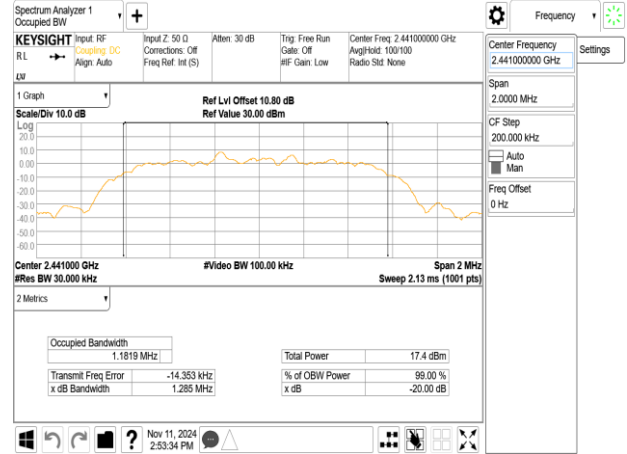 Spectrum Analyzer 1
Occupied BW
+
Frequency
KEYSIGHT
RL
LXI
Input: RF
Coupling: DC
Align: Auto
Input Z: 50 Ω
Corrections: Off
Freq Ref: Int (S)
Atten: 30 dB
Trig: Free Run
Gate: Off
#IF Gain: Low
Center Freq: 2.441000000 GHz
Avg|Hold: 100/100
Radio Std: None
Center Frequency
2.441000000 GHz
Settings
Span
2.0000 MHz
CF Step
200.000 kHz
Auto
Man
Freq Offset
0 Hz
1 Graph
Scale/Div 10.0 dB
Ref Lvl Offset 10.80 dB
Ref Value 30.00 dBm
Log
20.0
10.0
0.00
-10.0
-20.0
-30.0
-40.0
-50.0
-60.0
Center 2.441000 GHz
#Video BW 100.00 kHz
Span 2 MHz
#Res BW 30.000 kHz
Sweep 2.13 ms (1001 pts)
2 Metrics
Occupied Bandwidth
1.1819 MHz
Total Power 17.4 dBm
Transmit Freq Error -14.353 kHz
% of OBW Power 99.00 %
x dB Bandwidth 1.285 MHz
x dB -20.00 dB
?
Nov 11, 2024
2:53:34 PM